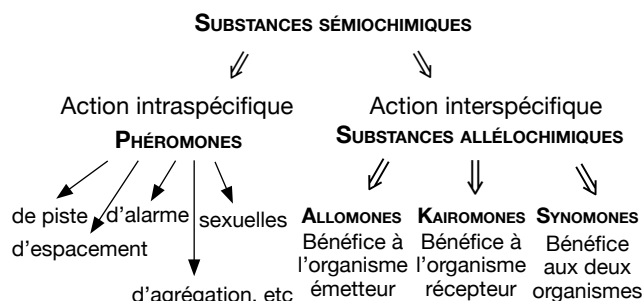 SUBSTANCES SÉMIOCHIMIQUES
Action intraspécifique
PHÉROMONES
de piste
d'alarme
sexuelles
d'espacement
d'agrégation, etc
Action interspécifique
SUBSTANCES ALLÉLOCHIMIQUES
ALLOMONES
Bénéfice à
l'organisme
émetteur
KAIROMONES
Bénéfice à
l'organisme
récepteur
SYNOMONES
Bénéfice
aux deux
organismes